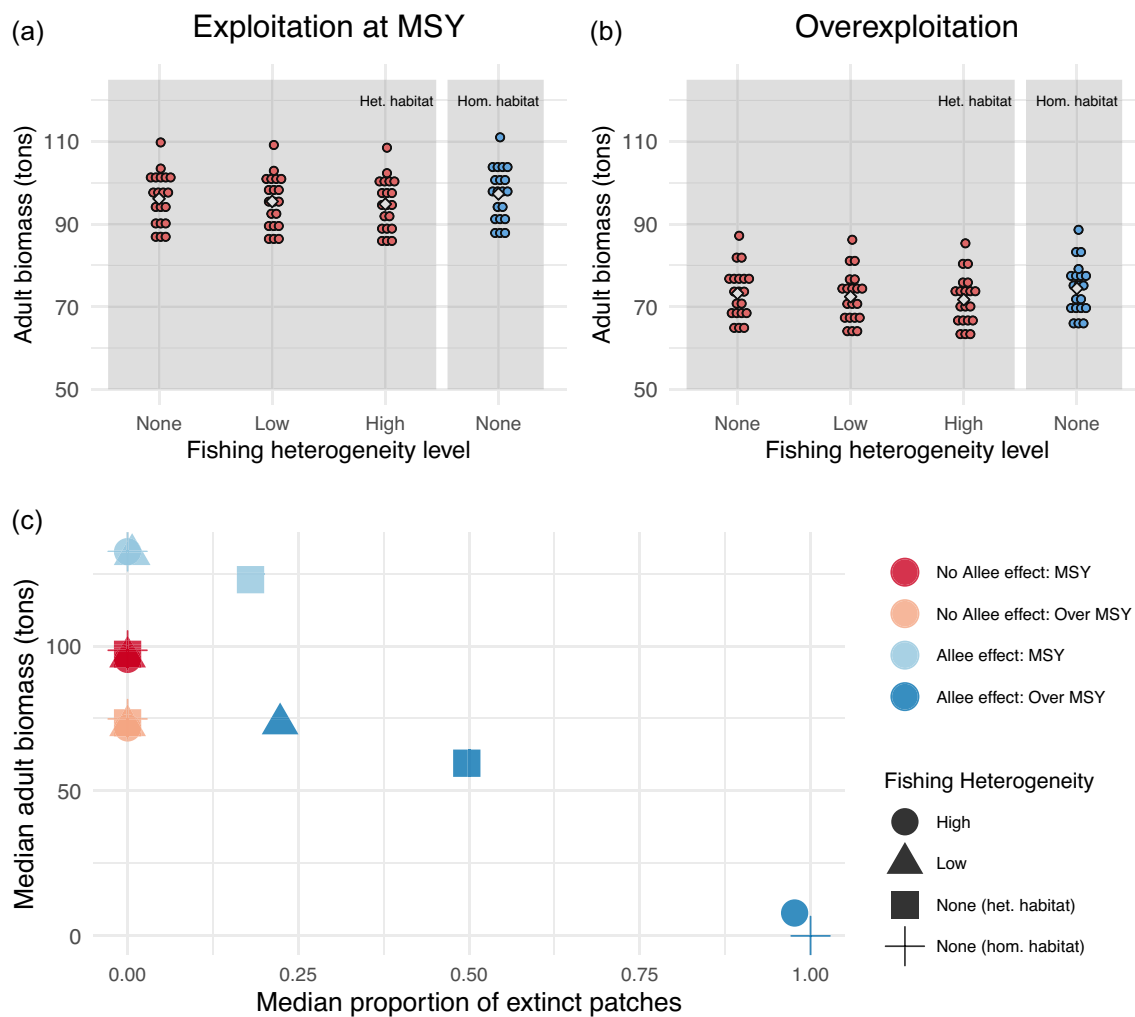 (a)
Exploitation at MSY
(b)
Overexploitation
Adult biomass (tons)
110
90
70
50
Het. habitat
Hom. habitat
None
Low
High
None
Fishing heterogeneity level
Adult biomass (tons)
110
90
70
50
Het. habitat
Hom. habitat
None
Low
High
None
Fishing heterogeneity level
(c)
Median adult biomass (tons)
100
50
0
0.00
0.25
0.50
0.75
1.00
Median proportion of extinct patches
No Allee effect: MSY
No Allee effect: Over MSY
Allee effect: MSY
Allee effect: Over MSY
Fishing Heterogeneity
High
Low
None (het. habitat)
None (hom. habitat)